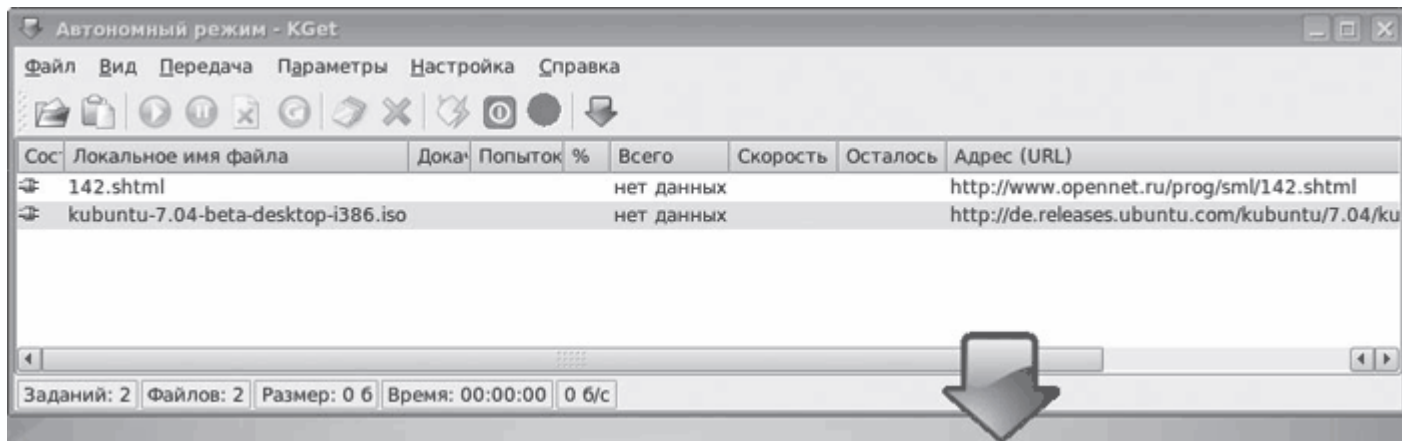 Автономный режим - KGet
Файл Вид Передача Параметры Настройка Справка
Сос Локальное имя файла Докач Попыток % Всего Скорость Осталось Адрес (URL)
142.shtml нет данных http://www.opennet.ru/prog/sml/142.shtml
kubuntu-7.04-beta-desktop-i386.iso нет данных http://de.releases.ubuntu.com/kubuntu/7.04/ku
Заданий: 2 Файлов: 2 Размер: 0 б Время: 00:00:00 0 б/с